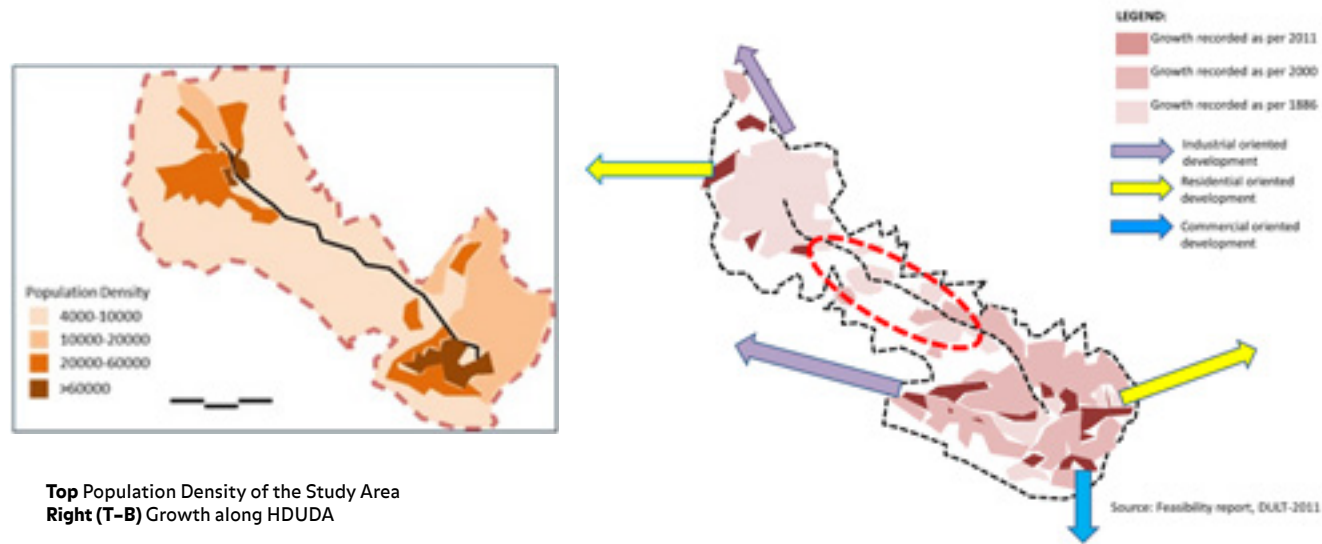 Population Density
4000-10000
10000-20000
20000-60000
>60000
Top Population Density of the Study Area
Right (T–B) Growth along HDUDA
LEGEND:
Growth recorded as per 2011
Growth recorded as per 2000
Growth recorded as per 1886
Industrial oriented
development
Residential oriented
development
Commercial oriented
development
Source: Feasibility report, DULT-2011